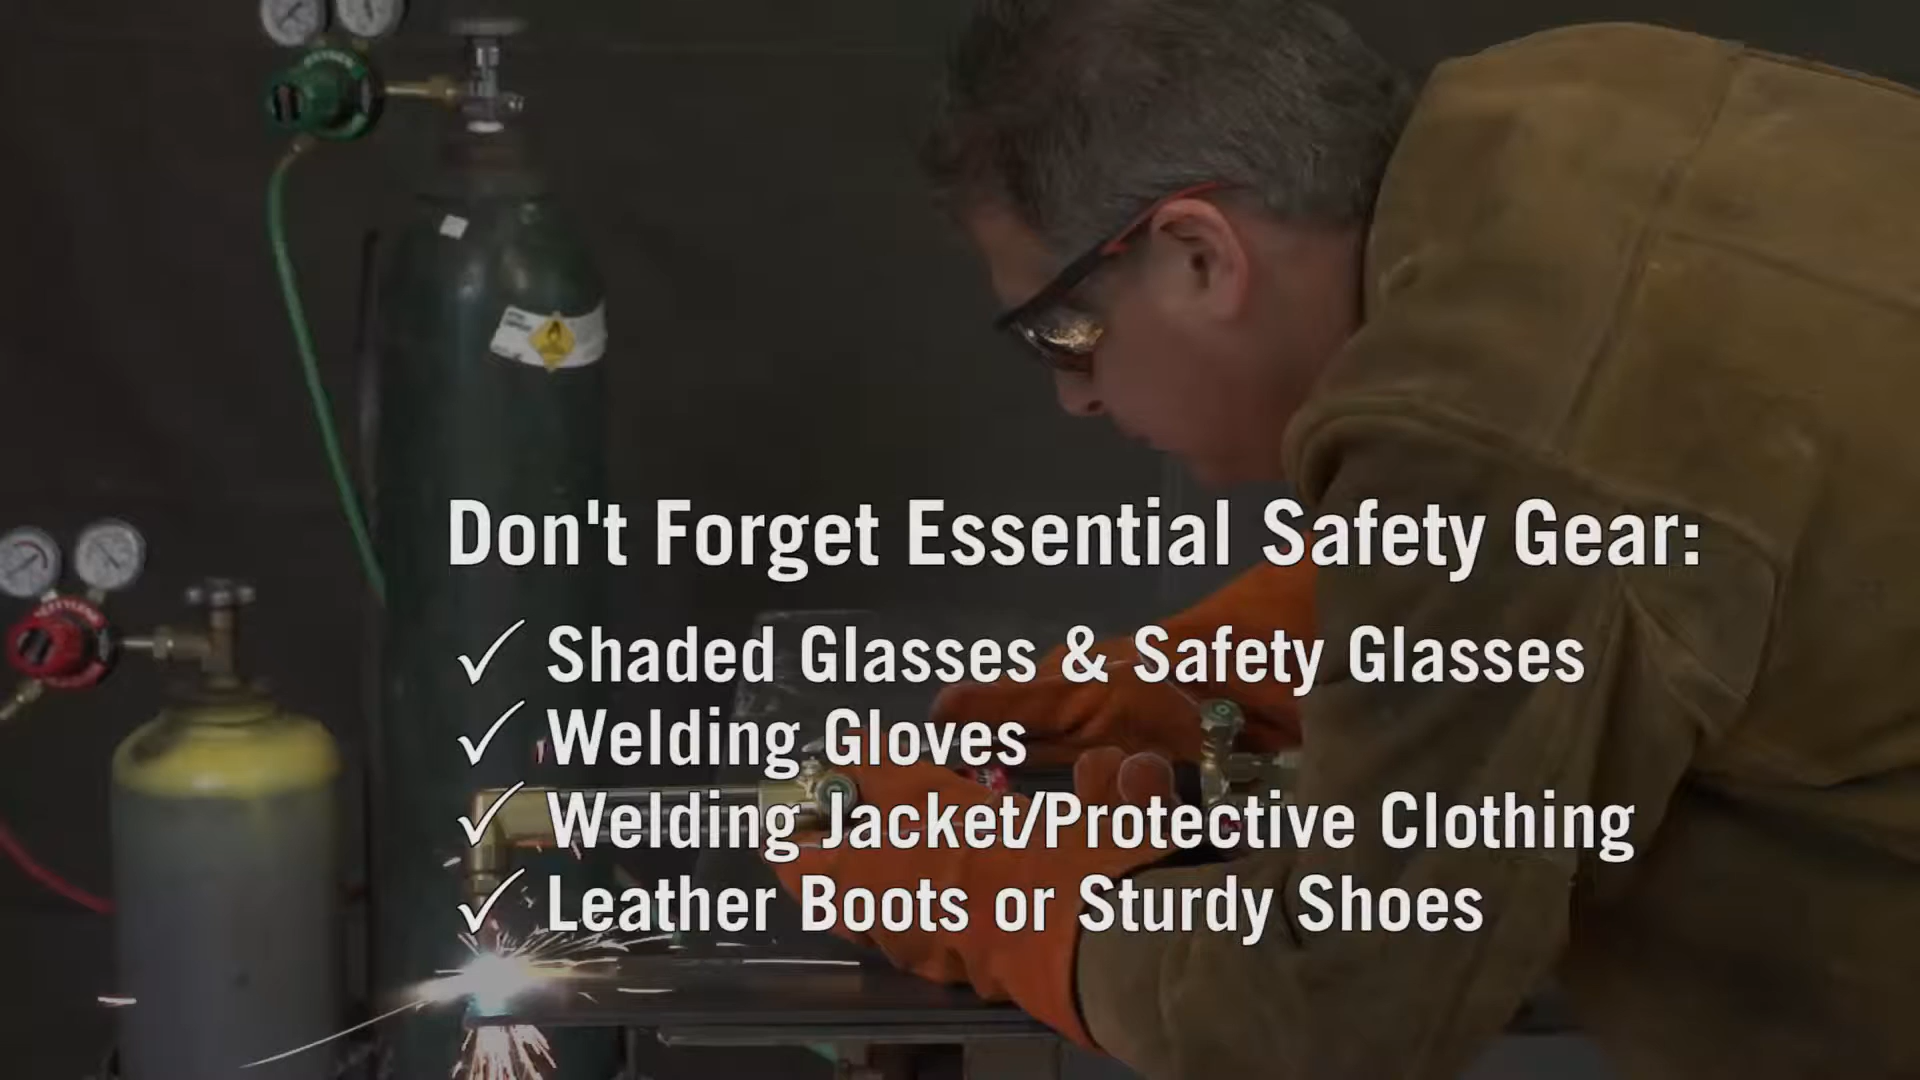 Don't Forget Essential Safety Gear:
✓ Shaded Glasses & Safety Glasses
✓ Welding Gloves
✓ Welding Jacket/Protective Clothing
✓ Leather Boots or Sturdy Shoes